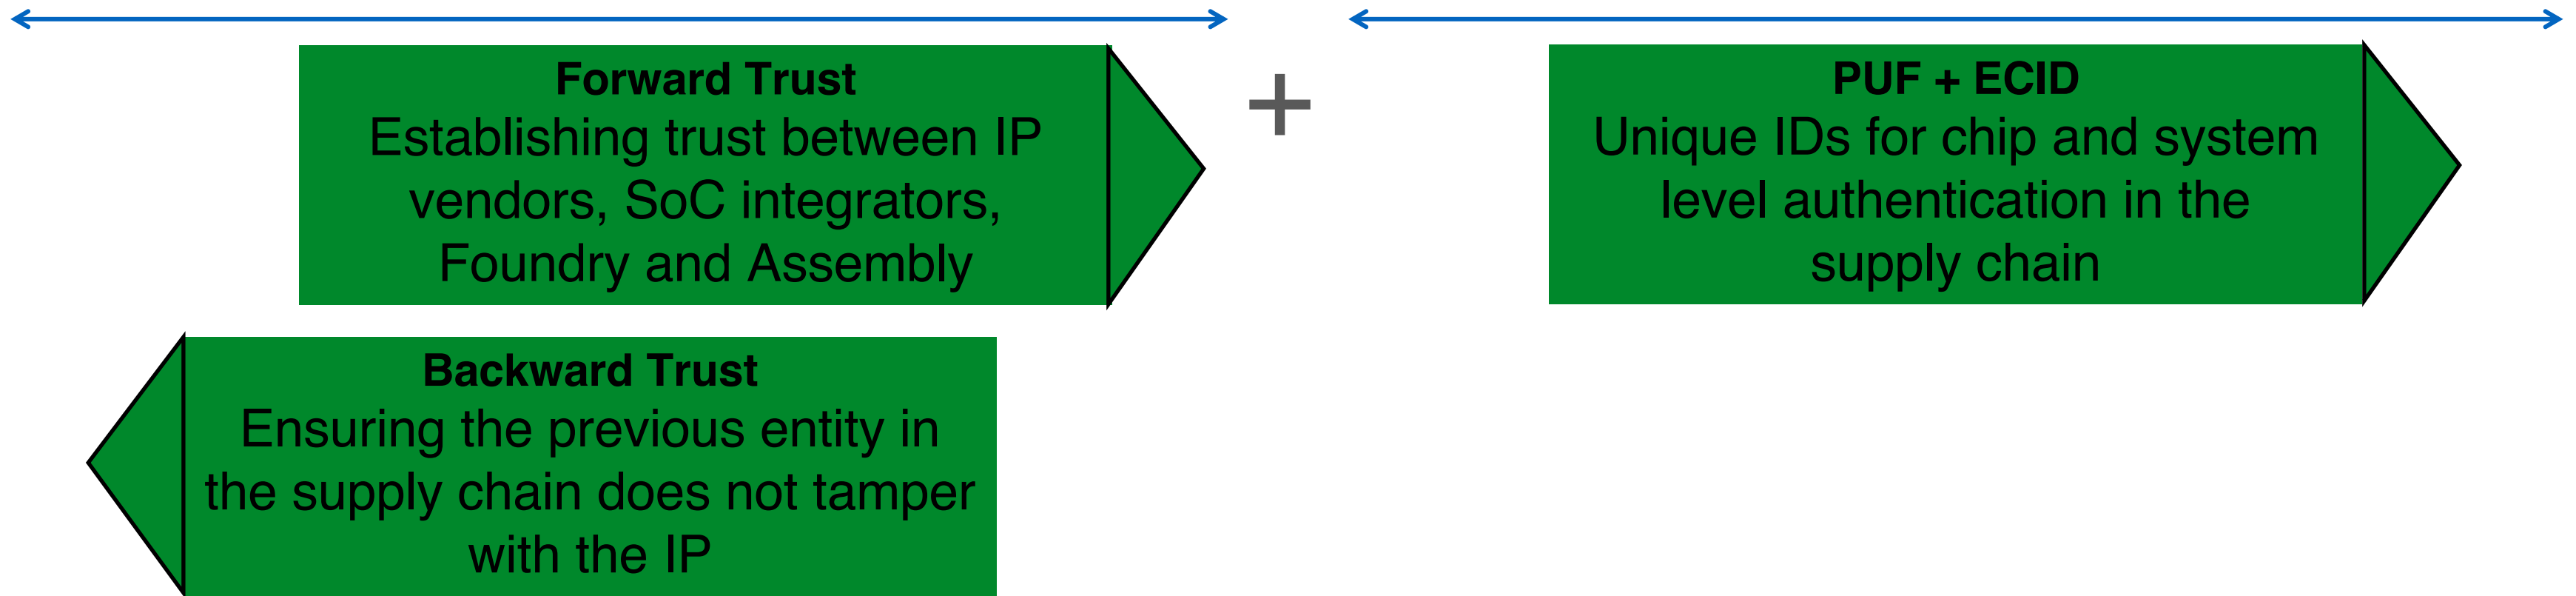 Forward Trust
Establishing trust between IP
vendors, SoC integrators,
Foundry and Assembly
+
PUF + ECID
Unique IDs for chip and system
level authentication in the
supply chain
Backward Trust
Ensuring the previous entity in
the supply chain does not tamper
with the IP